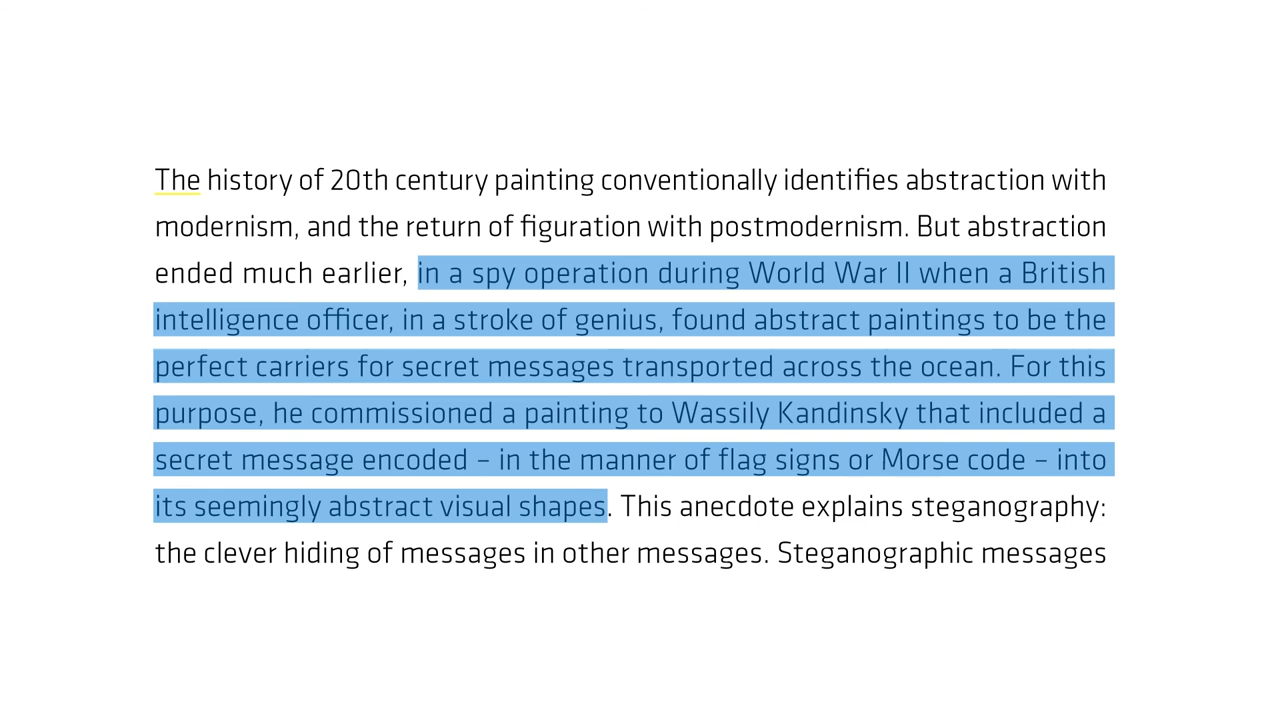 The history of 20th century painting conventionally identifies abstraction with
modernism, and the return of figuration with postmodernism. But abstraction
ended much earlier, in a spy operation during World War II when a British
intelligence officer, in a stroke of genius, found abstract paintings to be the
perfect carriers for secret messages transported across the ocean. For this
purpose, he commissioned a painting to Wassily Kandinsky that included a
secret message encoded – in the manner of flag signs or Morse code – into
its seemingly abstract visual shapes. This anecdote explains steganography:
the clever hiding of messages in other messages. Steganographic messages